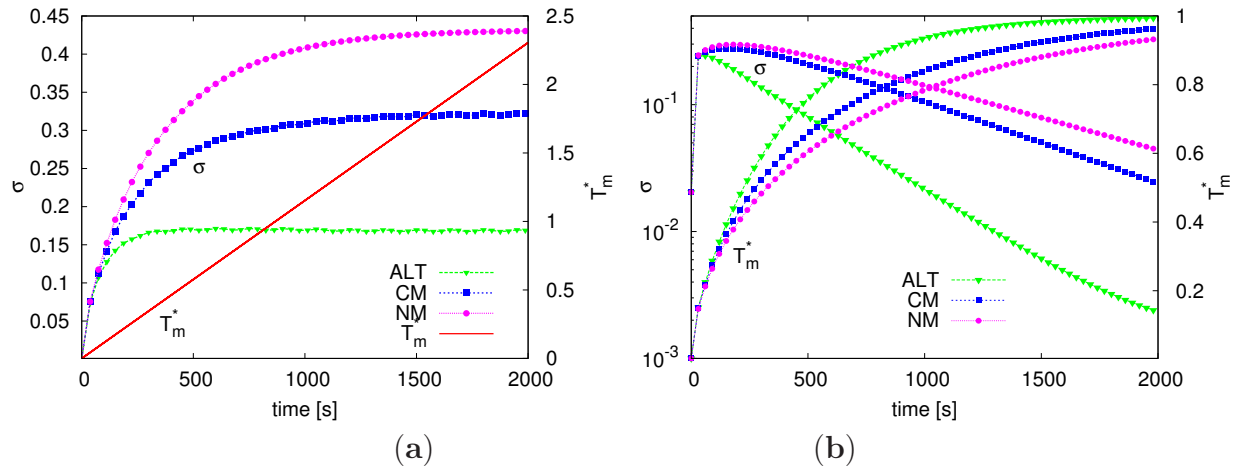 0.45
0.4
0.35
0.3
0.25
0.2
0.15
0.1
0.05
σ
2.5
2
1.5
1
0.5
0
T*m
σ
T*m
ALT
CM
NM
T*m
0 500 1000 1500 2000
time [s]
(a)
10-1
10-2
10-3
σ
1
0.8
0.6
0.4
0.2
T*m
σ
T*m
ALT
CM
NM
0 500 1000 1500 2000
time [s]
(b)